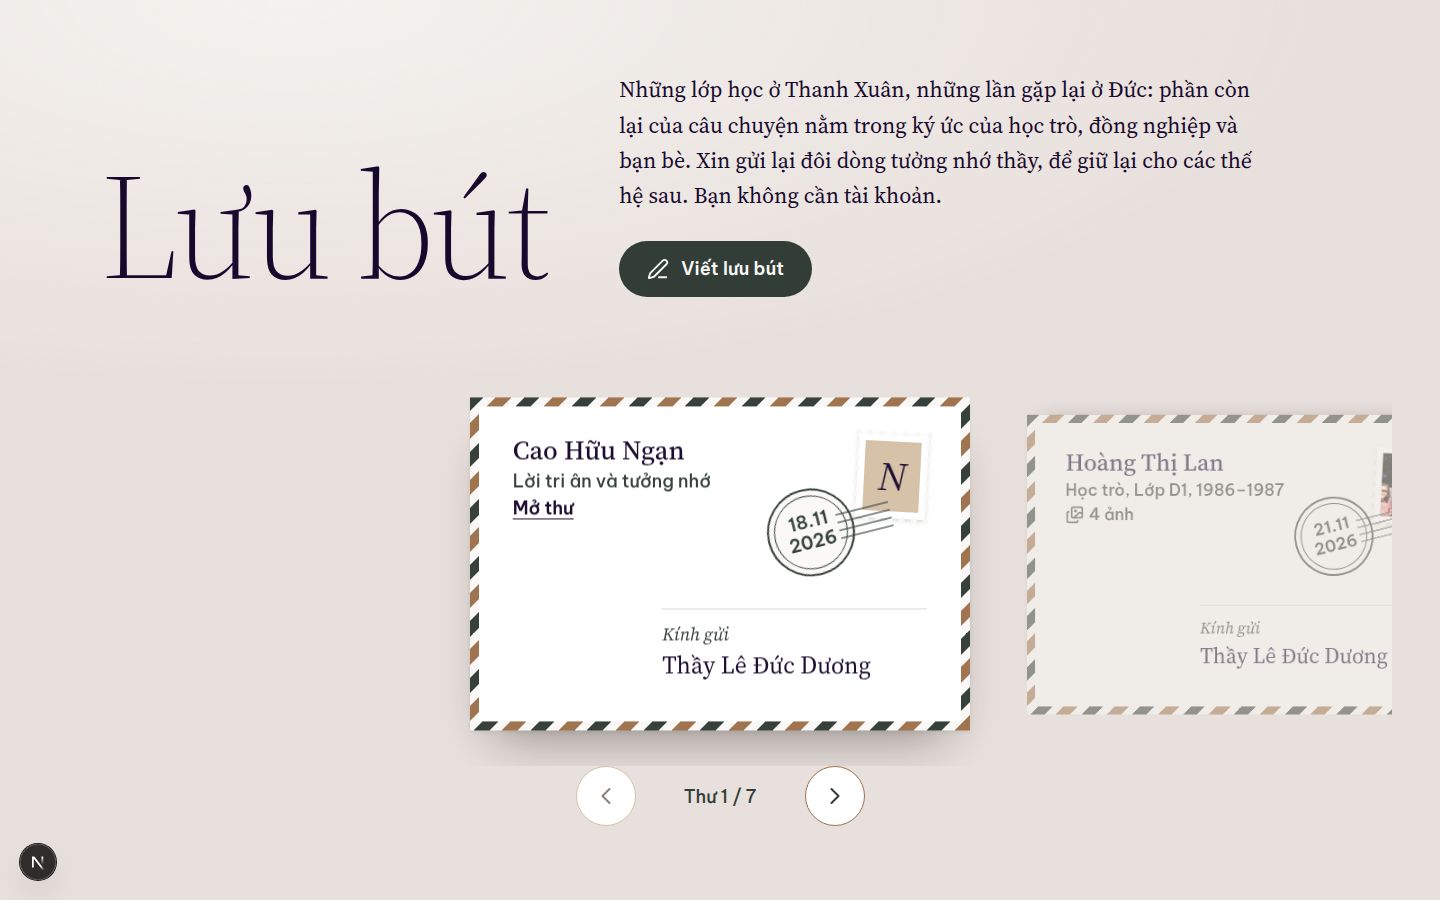 Những lớp học ở Thanh Xuân, những lần gặp lại ở Đức: phần còn
lại của câu chuyện nằm trong ký ức của học trò, đồng nghiệp và
bạn bè. Xin gửi lại đôi dòng tưởng nhớ thầy, để giữ lại cho các thế
hệ sau. Bạn không cần tài khoản.
Lưu bút
Viết lưu bút
Cao Hữu Ngạn
Lời tri ân và tưởng nhớ
Mở thư
N
18.11
2026
Kính gửi
Thầy Lê Đức Dương
Hoàng Thị Lan
Học trò, Lớp D1, 1986–1987
4 ảnh
21.11
2026
Kính gửi
Thầy Lê Đức Dương
Thư 1 / 7
N